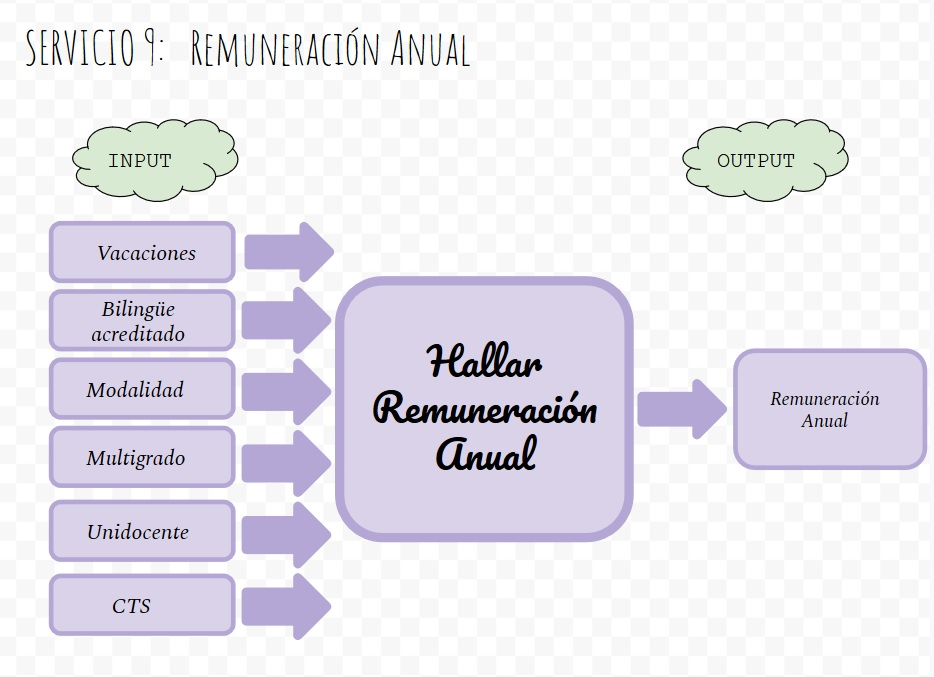 SERVICIO 9: Remuneración Anual
INPUT
OUTPUT
Vacaciones
Bilingüe
acreditado
Modalidad
Multigrado
Unidocente
CTS
Hallar
Remuneración
Anual
Remuneración
Anual